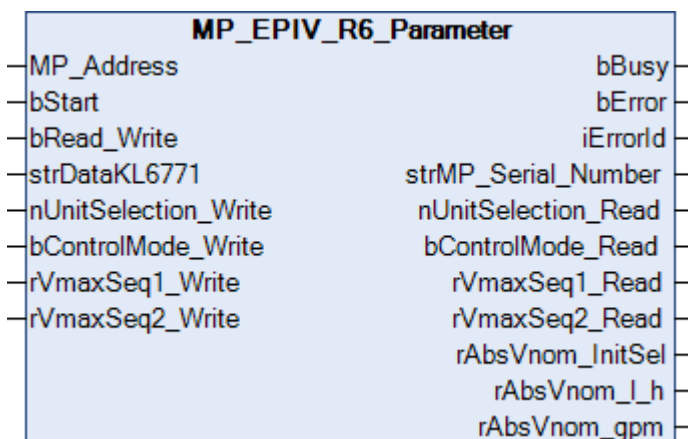 MP_EPIV_R6_Parameter
MP_Address bBusy
bStart bError
bRead_Write iErrorId
strDataKL6771 strMP_Serial_Number
nUnitSelection_Write nUnitSelection_Read
bControlMode_Write bControlMode_Read
rVmaxSeq1_Write rVmaxSeq1_Read
rVmaxSeq2_Write rVmaxSeq2_Read
rAbsVnom_InitSel
rAbsVnom_l_h
rAbsVnom_gpm